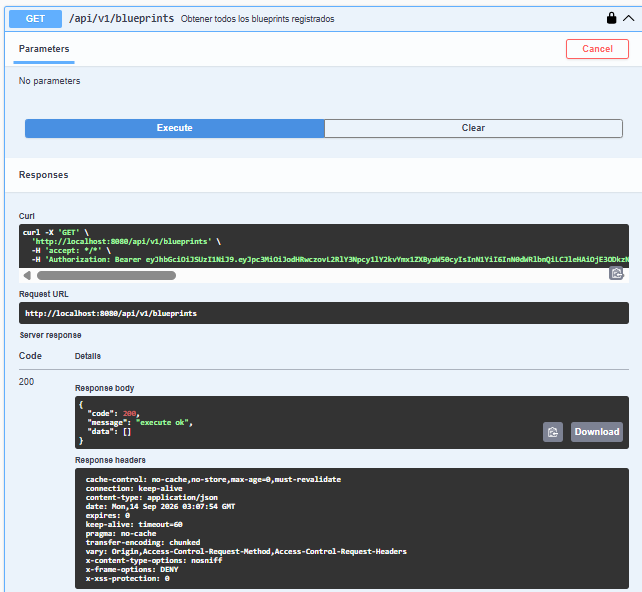 GET /api/v1/blueprints Obtener todos los blueprints registrados
Parameters
Cancel
No parameters
Execute
Clear
Responses
Curl
curl -X 'GET' \
'http://localhost:8080/api/v1/blueprints' \
-H 'accept: */*' \
-H 'Authorization: Bearer
Request URL
http://localhost:8080/api/v1/blueprints
Server response
Code Details
200
Response body
{
"code": 200,
"message": "execute ok",
"data": []
}
Download
Response headers
cache-control: no-cache,no-store,max-age=0,must-revalidate
connection: keep-alive
content-type: application/json
date: Mon,14 Sep 2026 03:07:54 GMT
expires: 0
keep-alive: timeout=60
pragma: no-cache
transfer-encoding: chunked
vary: Origin,Access-Control-Request-Method,Access-Control-Request-Headers
x-content-type-options: nosniff
x-frame-options: DENY
x-xss-protection: 0